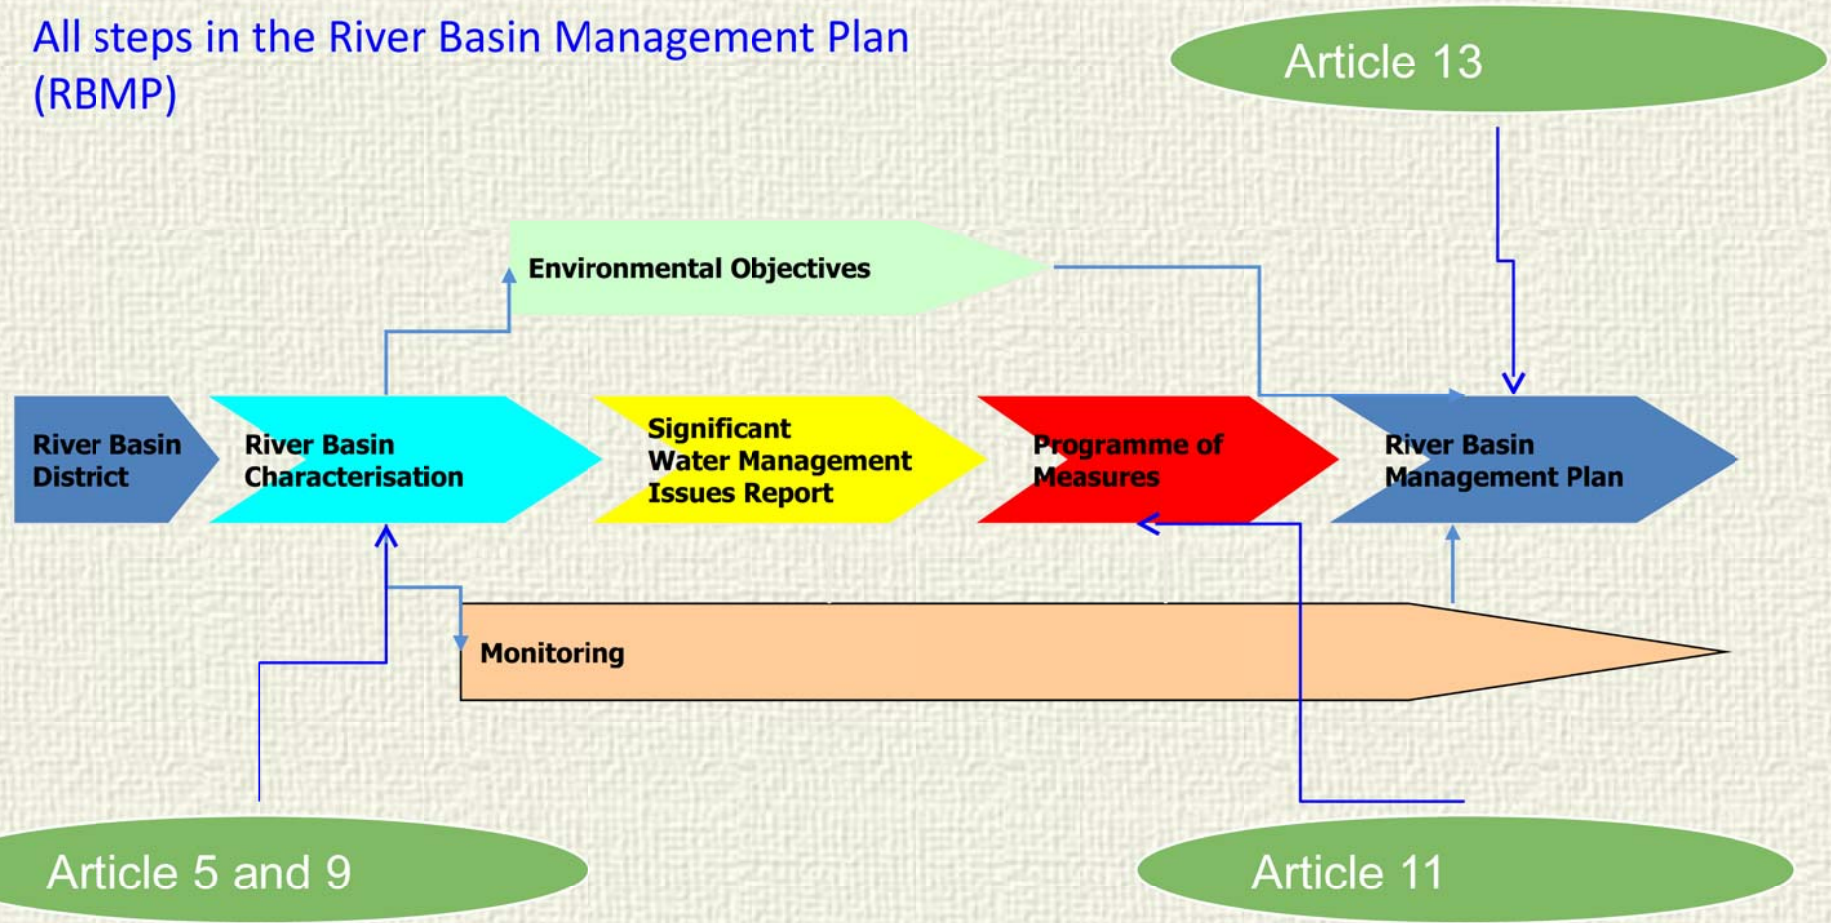 All steps in the River Basin Management Plan
(RBMP)
Article 13
Environmental Objectives
River Basin
District
River Basin
Characterisation
Significant
Water Management
Issues Report
Programme of
Measures
River Basin
Management Plan
Monitoring
Article 5 and 9
Article 11